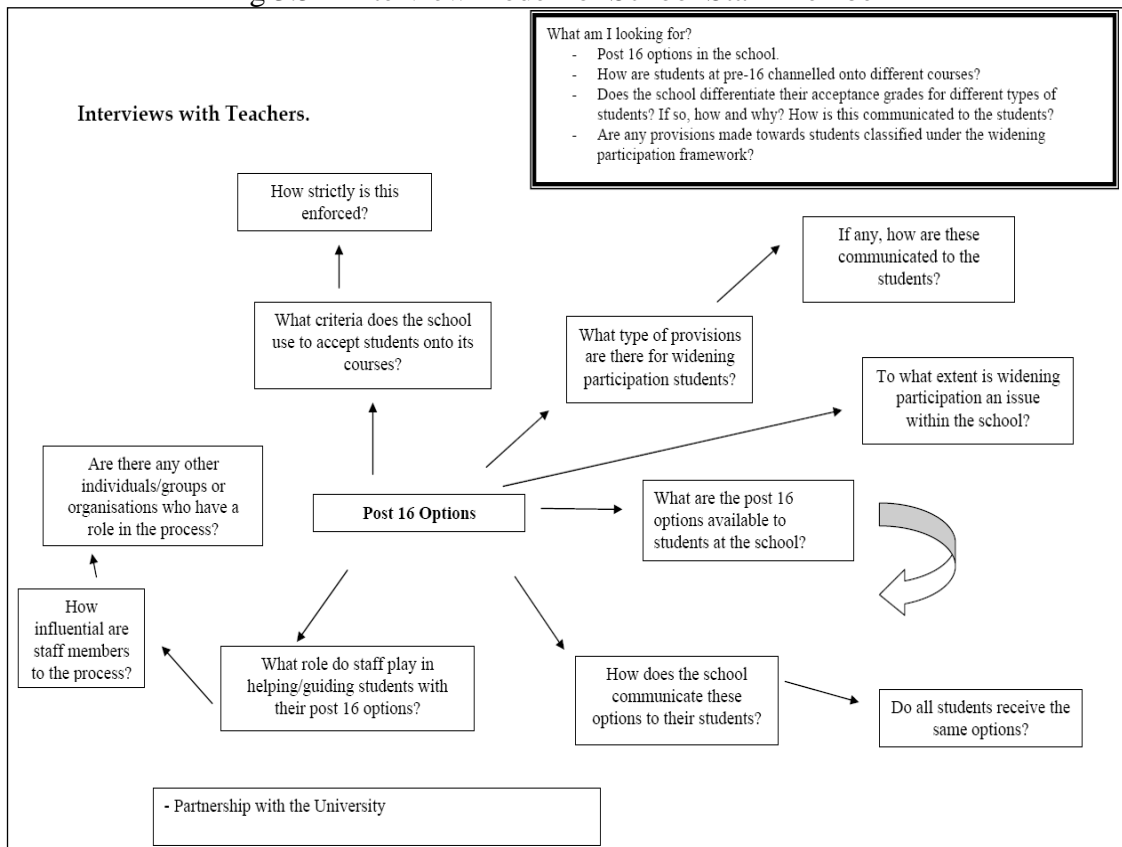 What am I looking for?
- Post 16 options in the school.
- How are students at pre-16 channelled onto different courses?
- Does the school differentiate their acceptance grades for different types of
students? If so, how and why? How is this communicated to the students?
- Are any provisions made towards students classified under the widening
participation framework?
Interviews with Teachers.
How strictly is this
enforced?
If any, how are these
communicated to the
students?
What criteria does the school
use to accept students onto its
courses?
What type of provisions
are there for widening
participation students?
To what extent is widening
participation an issue
within the school?
Are there any other
individuals/groups or
organisations who have a
role in the process?
Post 16 Options
What are the post 16
options available to
students at the school?
How
influential are
staff members
to the process?
What role do staff play in
helping/guiding students with
their post 16 options?
How does the school
communicate these
options to their students?
Do all students receive the
same options?
- Partnership with the University